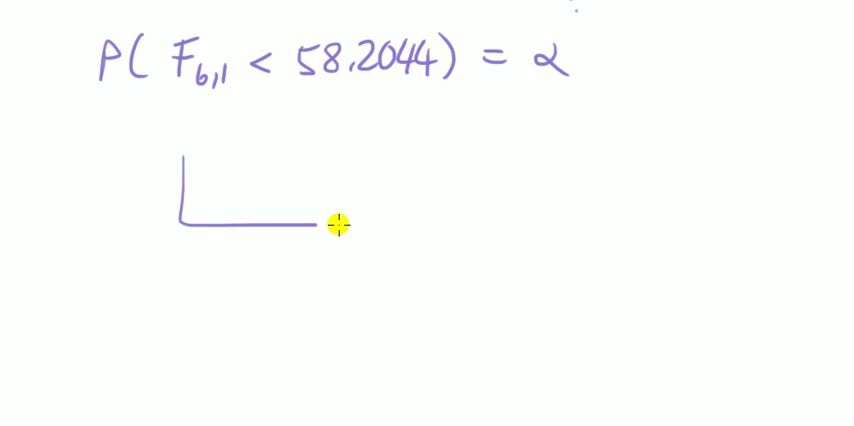 P( F₆,₁ < 58.2044) = α